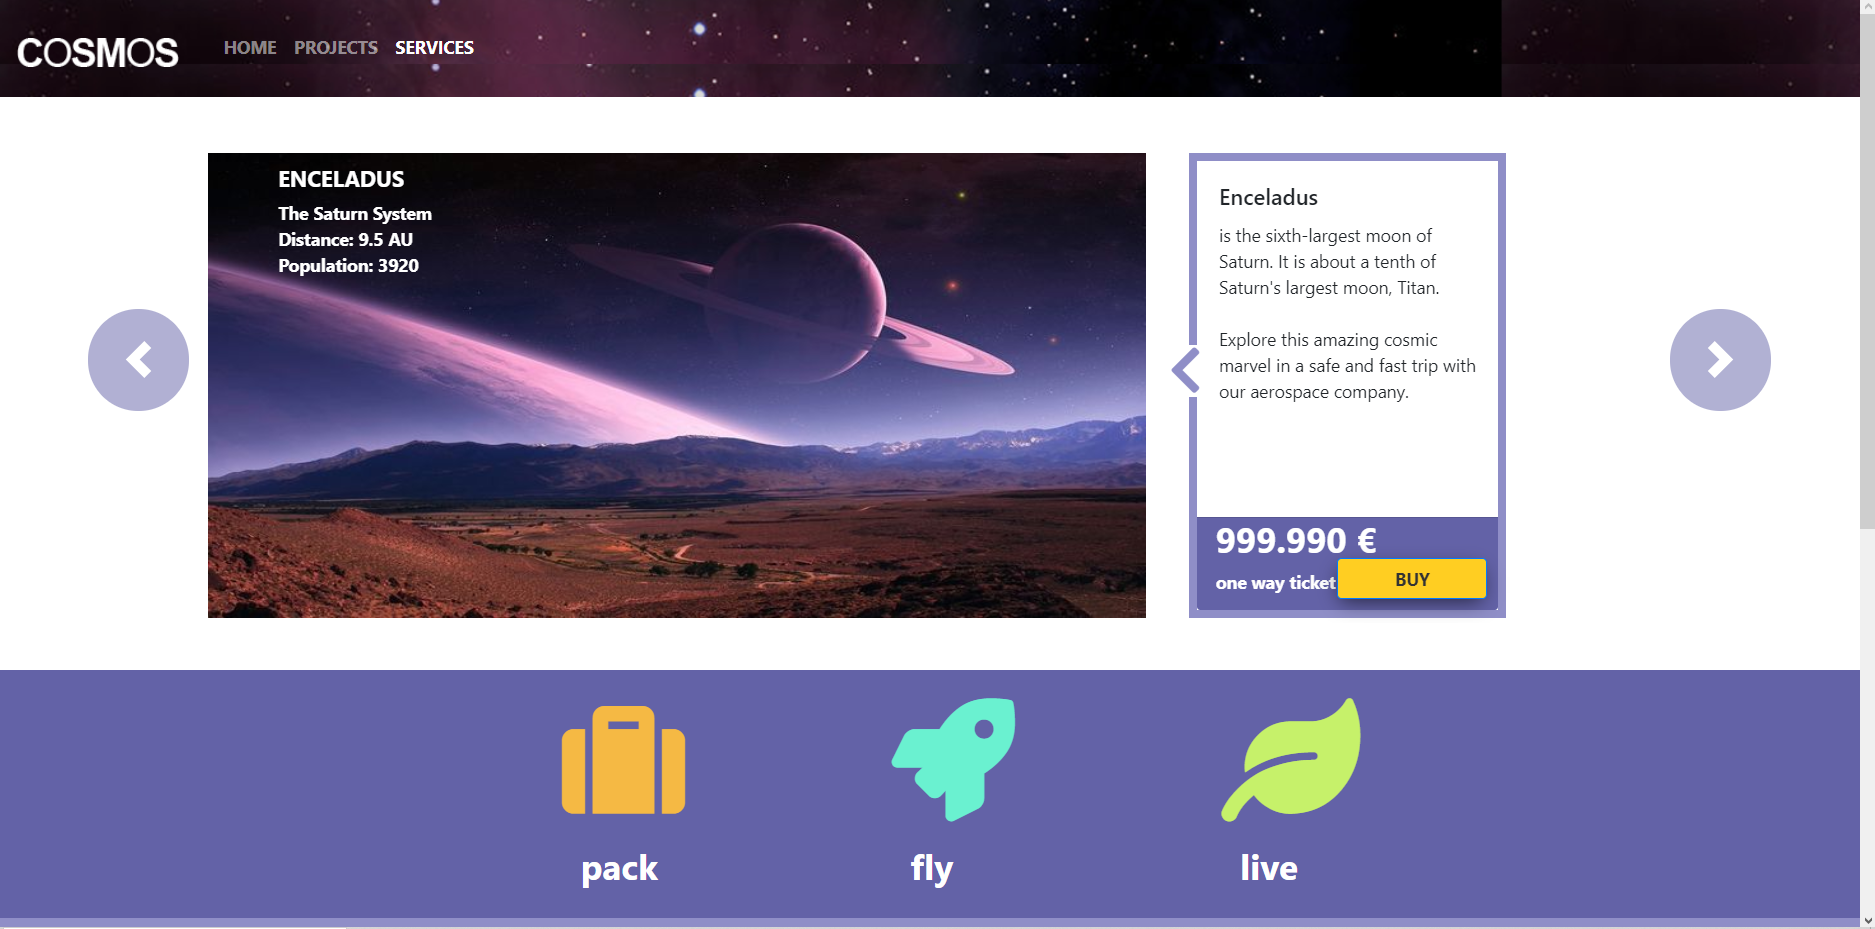 COSMOS
HOME PROJECTS SERVICES
ENCELADUS
The Saturn System
Distance: 9.5 AU
Population: 3920
Enceladus
is the sixth-largest moon of
Saturn. It is about a tenth of
Saturn's largest moon, Titan.
Explore this amazing cosmic
marvel in a safe and fast trip with
our aerospace company.
999.990 €
one way ticket
BUY
pack
fly
live